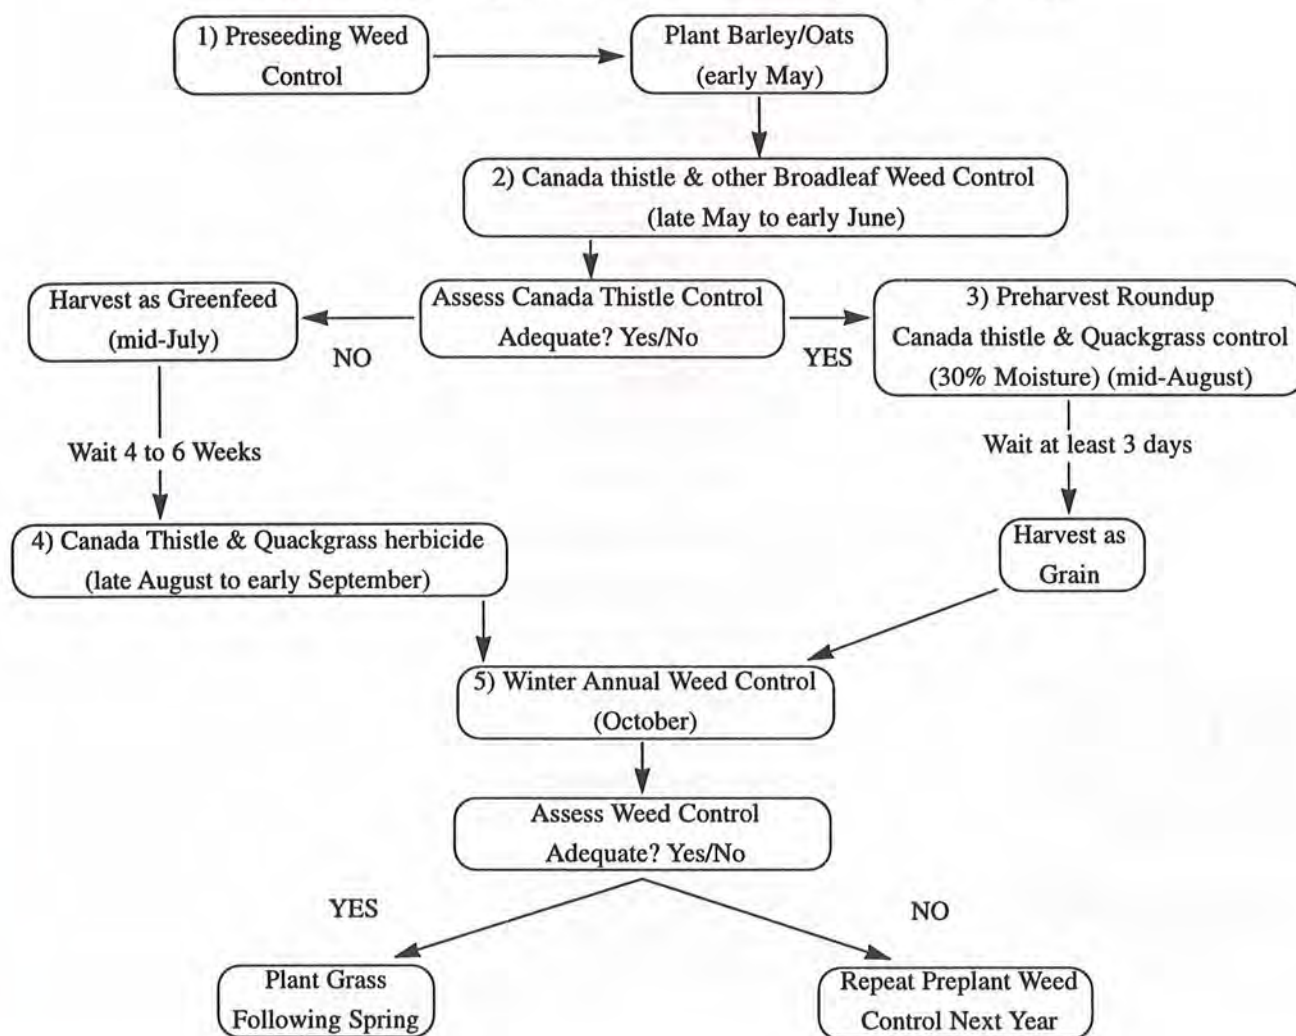 1) Preseeding Weed
Control
Plant Barley/Oats
(early May)
2) Canada thistle & other Broadleaf Weed Control
(late May to early June)
Harvest as Greenfeed
(mid-July)
Assess Canada Thistle Control
Adequate? Yes/No
3) Preharvest Roundup
Canada thistle & Quackgrass control
(30% Moisture) (mid-August)
NO
YES
Wait 4 to 6 Weeks
Wait at least 3 days
4) Canada Thistle & Quackgrass herbicide
(late August to early September)
Harvest as
Grain
5) Winter Annual Weed Control
(October)
Assess Weed Control
Adequate? Yes/No
YES
NO
Plant Grass
Following Spring
Repeat Preplant Weed
Control Next Year